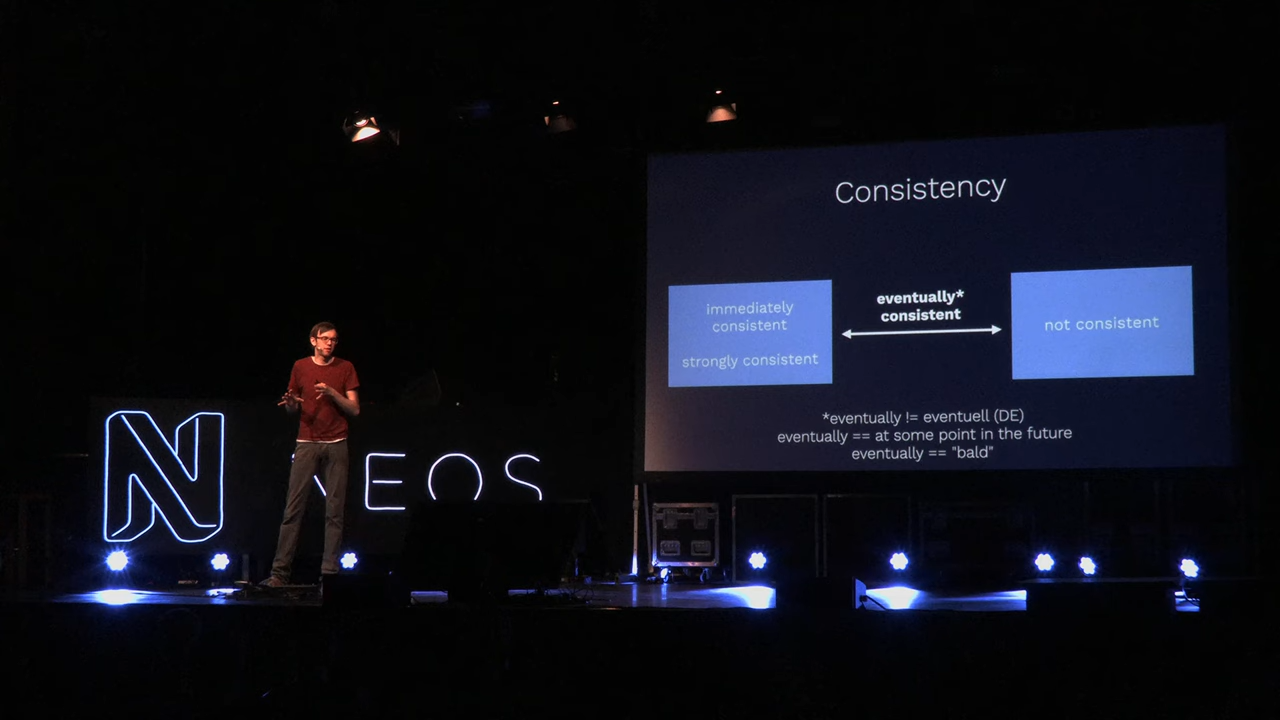 Consistency
immediately
consistent
strongly consistent
eventually*
consistent
not consistent
*eventually != eventuell (DE)
eventually == at some point in the future
eventually == "bald"
N
NEOS